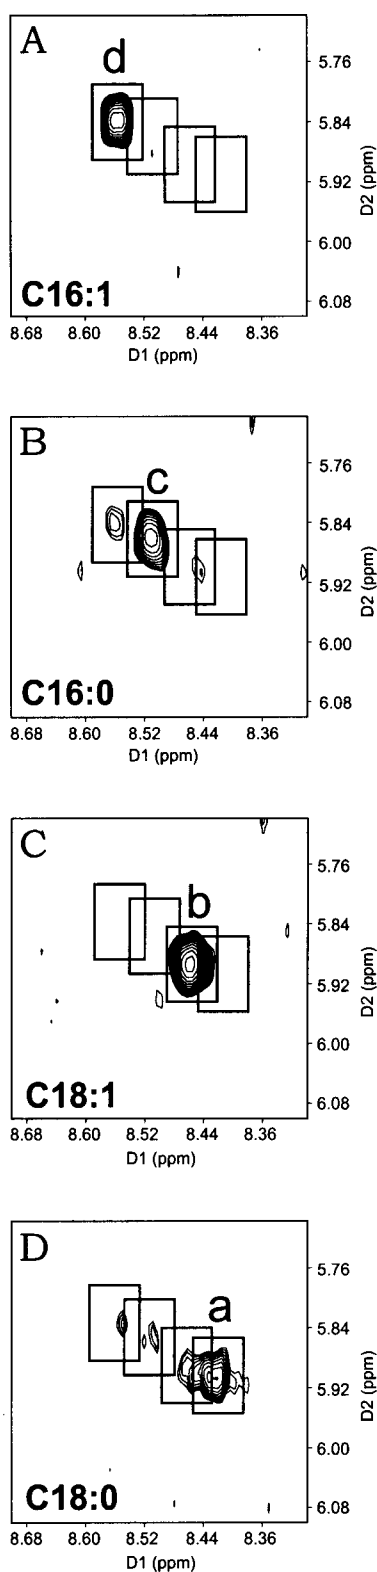 A
d
5.76
5.84
5.92
6.00
6.08
D2 (ppm)
C16:1
8.68 8.60 8.52 8.44 8.36
D1 (ppm)
B
c
5.76
5.84
5.92
6.00
6.08
D2 (ppm)
C16:0
8.68 8.60 8.52 8.44 8.36
D1 (ppm)
C
b
5.76
5.84
5.92
6.00
6.08
D2 (ppm)
C18:1
8.68 8.60 8.52 8.44 8.36
D1 (ppm)
D
a
5.76
5.84
5.92
6.00
6.08
D2 (ppm)
C18:0
8.68 8.60 8.52 8.44 8.36
D1 (ppm)